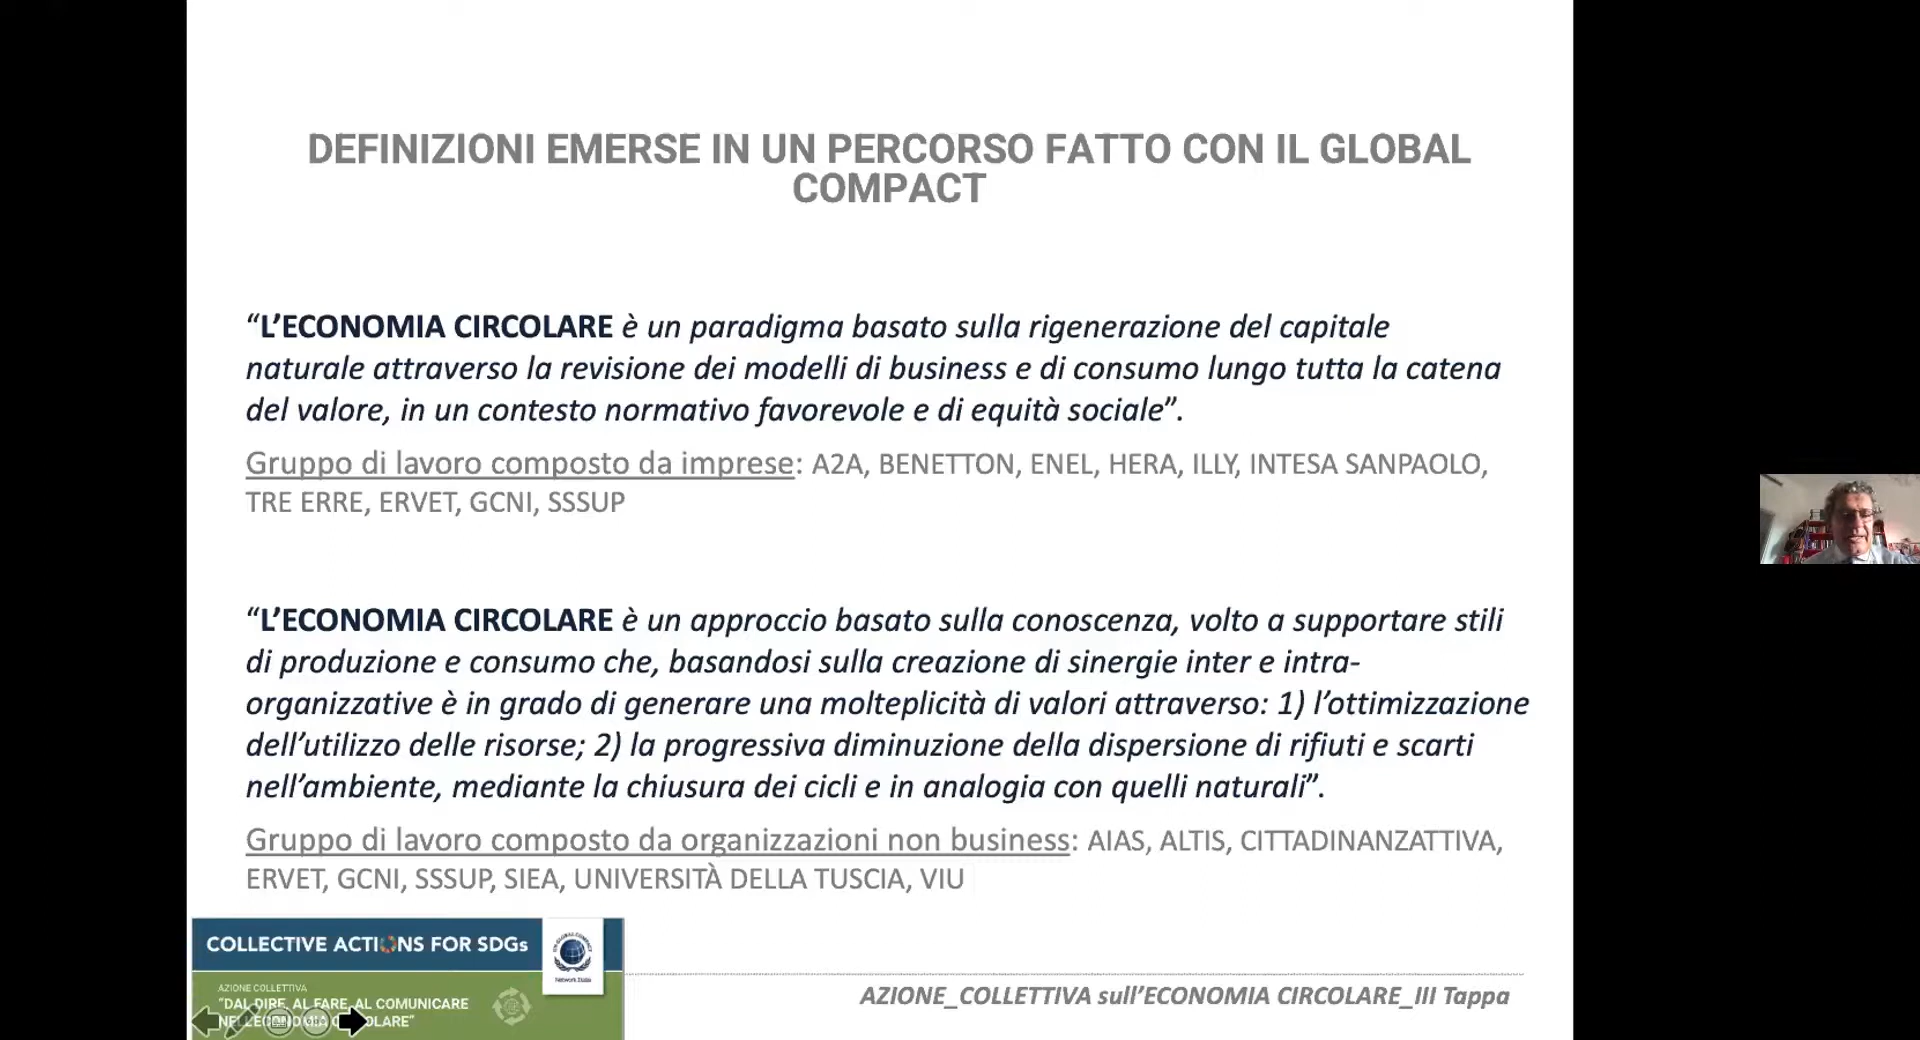 DEFINIZIONI EMERSE IN UN PERCORSO FATTO CON IL GLOBAL
COMPACT
“L’ECONOMIA CIRCOLARE è un paradigma basato sulla rigenerazione del capitale
naturale attraverso la revisione dei modelli di business e di consumo lungo tutta la catena
del valore, in un contesto normativo favorevole e di equità sociale”.
Gruppo di lavoro composto da imprese: A2A, BENETTON, ENEL, HERA, ILLY, INTESA SANPAOLO,
TRE ERRE, ERVET, GCNI, SSSUP
“L’ECONOMIA CIRCOLARE è un approccio basato sulla conoscenza, volto a supportare stili
di produzione e consumo che, basandosi sulla creazione di sinergie inter e intra-
organizzative è in grado di generare una molteplicità di valori attraverso: 1) l’ottimizzazione
dell’utilizzo delle risorse; 2) la progressiva diminuzione della dispersione di rifiuti e scarti
nell’ambiente, mediante la chiusura dei cicli e in analogia con quelli naturali”.
Gruppo di lavoro composto da organizzazioni non business: AIAS, ALTIS, CITTADINANZATTIVA,
ERVET, GCNI, SSSUP, SIEA, UNIVERSITÀ DELLA TUSCIA, VIU
COLLECTIVE ACTIONS FOR SDGs
Network Italia
AZIONE COLLETTIVA
“DAL DIRE, AL FARE, AL COMUNICARE
NELL’ECONOMIA CIRCOLARE”
AZIONE_COLLETTIVA sull’ECONOMIA CIRCOLARE_III Tappa